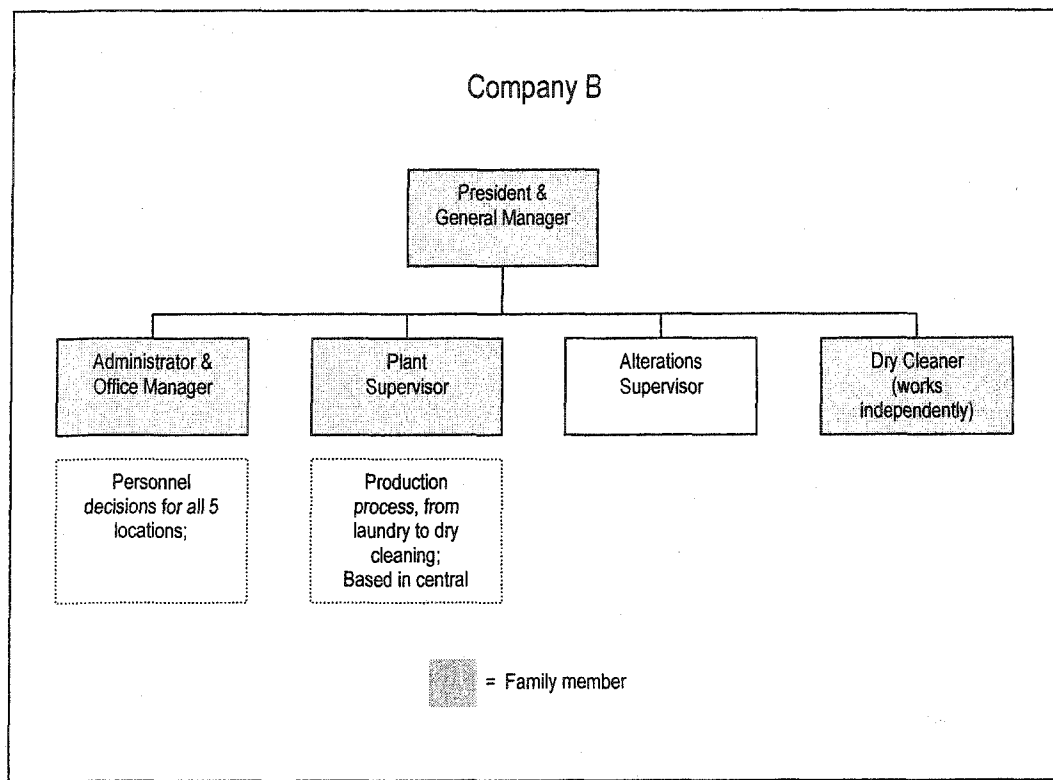 Company B
President &
General Manager
Administrator &
Office Manager
Plant
Supervisor
Alterations
Supervisor
Dry Cleaner
(works
independently)
Personnel
decisions for all 5
locations;
Production
process, from
laundry to dry
cleaning;
Based in central
= Family member